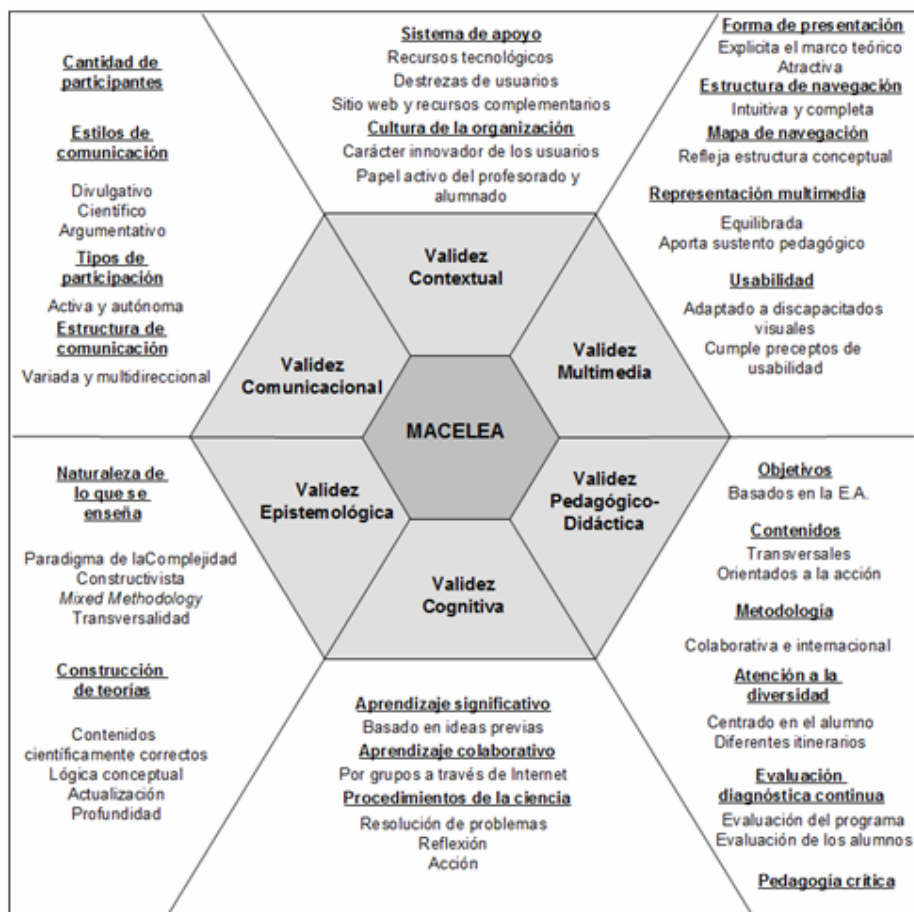 Cantidad de
participantes
Estilos de
comunicación
Divulgativo
Científico
Argumentativo
Tipos de
participación
Activa y autónoma
Estructura de
comunicación
Variada y multidireccional
Sistema de apoyo
Recursos tecnológicos
Destrezas de usuarios
Sitio web y recursos complementarios
Cultura de la organización
Carácter innovador de los usuarios
Papel activo del profesorado y
alumnado
Forma de presentación
Explicita el marco teórico
Atractiva
Estructura de navegación
Intuitiva y completa
Mapa de navegación
Refleja estructura conceptual
Representación multimedia
Equilibrada
Aporta sustento pedagógico
Usabilidad
Adaptado a discapacitados
visuales
Cumple preceptos de
usabilidad
Validez
Contextual
Validez
Comunicacional
Validez
Multimedia
MACELEA
Validez
Epistemológica
Validez
Pedagógico-
Didáctica
Validez
Cognitiva
Naturaleza de
lo que se
enseña
Paradigma de laComplejidad
Constructivista
Mixed Methodology
Transversalidad
Construcción
de teorías
Contenidos
científicamente correctos
Lógica conceptual
Actualización
Profundidad
Aprendizaje significativo
Basado en ideas previas
Aprendizaje colaborativo
Por grupos a través de Internet
Procedimientos de la ciencia
Resolución de problemas
Reflexión
Acción
Objetivos
Basados en la E.A.
Contenidos
Transversales
Orientados a la acción
Metodología
Colaborativa e internacional
Atención a la
diversidad
Centrado en el alumno
Diferentes itinerarios
Evaluación
diagnóstica continua
Evaluación del programa
Evaluación de los alumnos
Pedagogía crítica